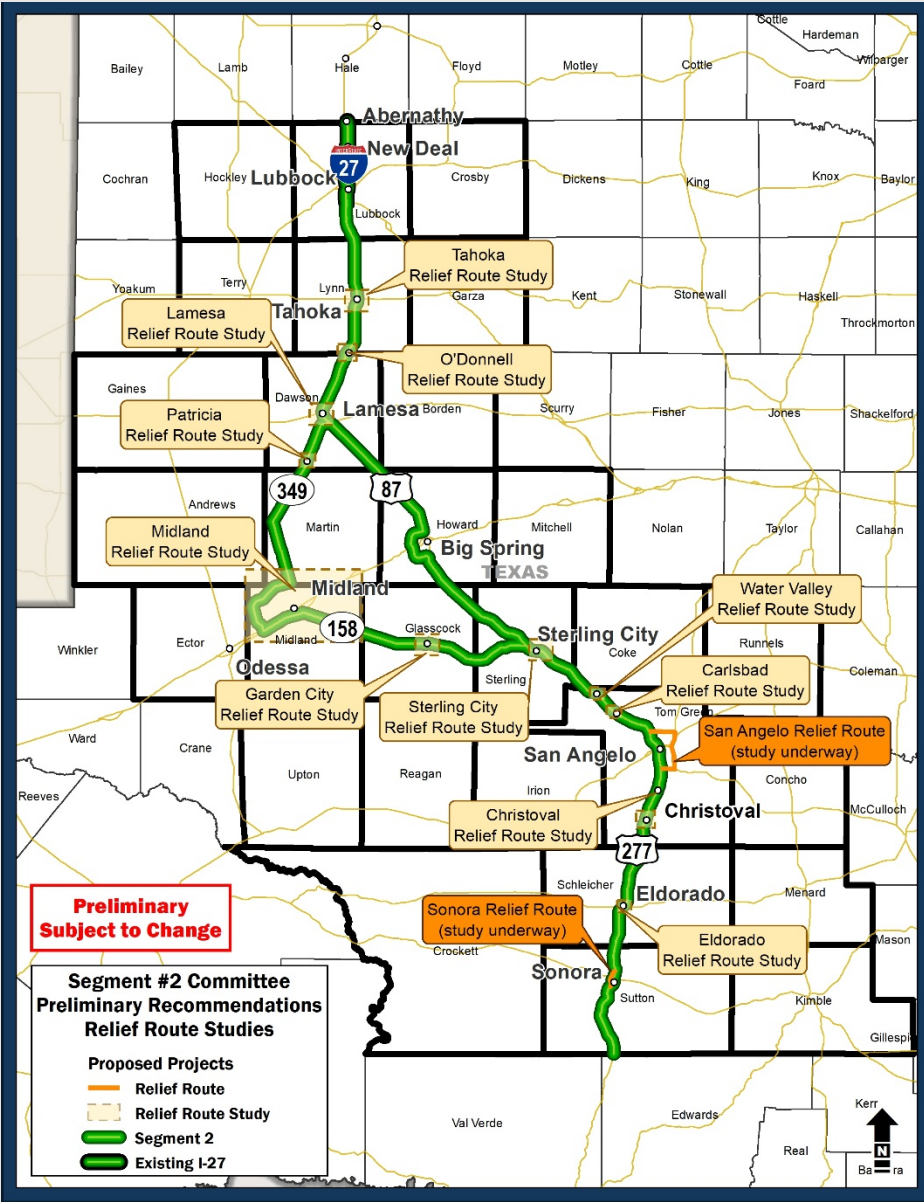 Cottle
Hardeman
Wilbarger
Bailey
Lamb
Hale
Floyd
Motley
Cottle
Foard
Abernathy
New Deal
INTERSTATE
27
Lubbock
Cochran
Hockley
Crosby
Dickens
King
Knox
Baylor
Lubbock
Tahoka
Relief Route Study
Yoakum
Terry
Lynn
Garza
Kent
Stonewall
Haskell
Tahoka
Throckmorton
Lamesa
Relief Route Study
O'Donnell
Relief Route Study
Gaines
Dawson
Lamesa
Borden
Scurry
Fisher
Jones
Shackelford
Patricia
Relief Route Study
349
87
Andrews
Martin
Howard
Mitchell
Nolan
Taylor
Callahan
Midland
Relief Route Study
Big Spring
TEXAS
Midland
Water Valley
Relief Route Study
158
Glasscock
Sterling City
Coke
Runnels
Winkler
Ector
Midland
Odessa
Coleman
Sterling
Carlsbad
Relief Route Study
Garden City
Relief Route Study
Sterling City
Relief Route Study
Tom Green
San Angelo Relief Route
(study underway)
Ward
Crane
San Angelo
Upton
Reagan
Irion
Concho
Reeves
McCulloch
Christoval
Relief Route Study
Christoval
277
Schleicher
Eldorado
Menard
Preliminary
Subject to Change
Sonora Relief Route
(study underway)
Crockett
Eldorado
Relief Route Study
Mason
Sonora
Sutton
Kimble
Gillespie
Segment #2 Committee
Preliminary Recommendations
Relief Route Studies
Proposed Projects
Relief Route
Relief Route Study
Segment 2
Existing I-27
Val Verde
Edwards
Kerr
Real
N